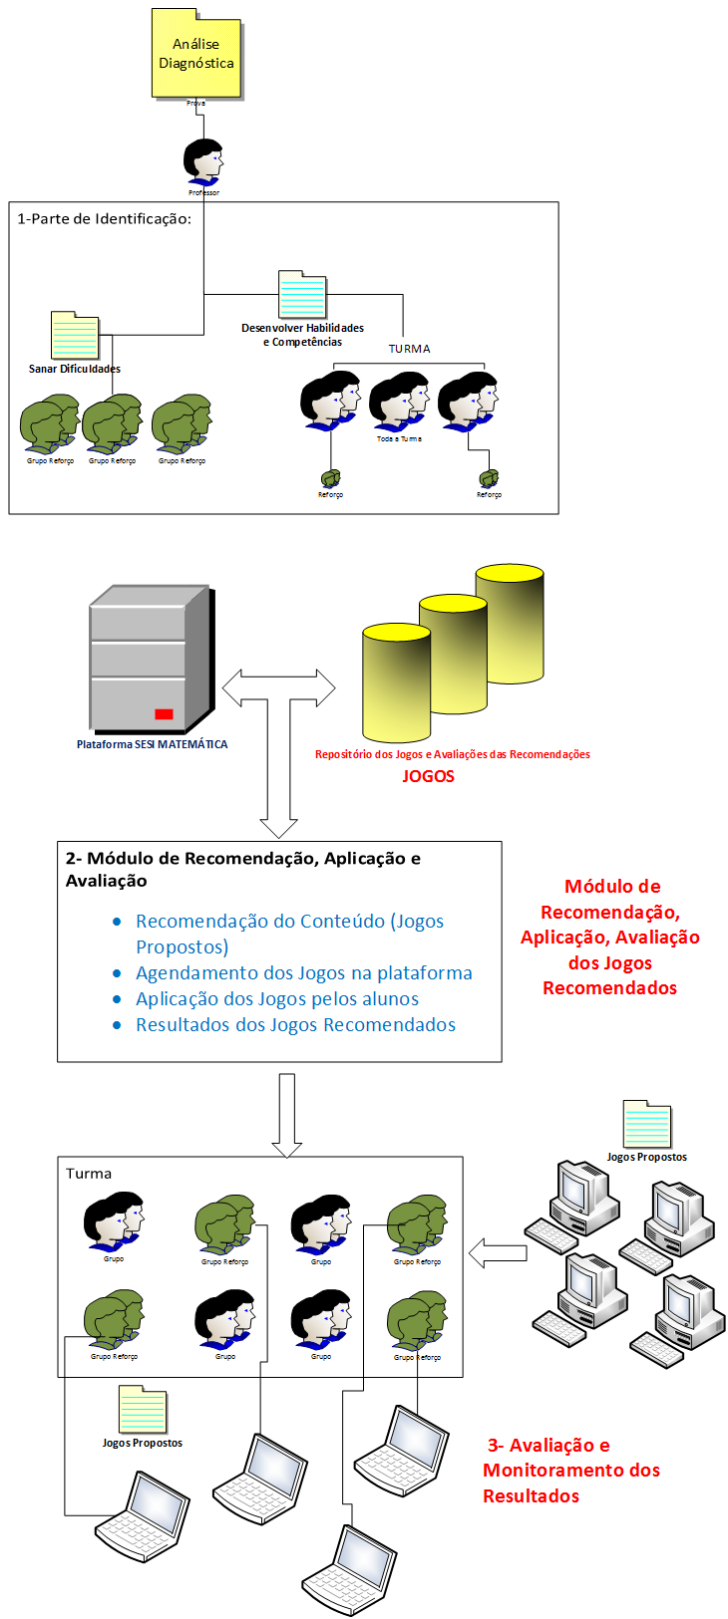 Análise
Diagnóstica
Prova
Professor
1-Parte de Identificação:
Desenvolver Habilidades
e Competências
Sanar Dificuldades
TURMA
Grupo Reforço
Grupo Reforço
Grupo Reforço
Toda a Turma
Reforço
Reforço
Plataforma SESI MATEMÁTICA
Repositório dos Jogos e Avaliações das Recomendações
JOGOS
2- Módulo de Recomendação, Aplicação e
Avaliação
• Recomendação do Conteúdo (Jogos
Propostos)
• Agendamento dos Jogos na plataforma
• Aplicação dos Jogos pelos alunos
• Resultados dos Jogos Recomendados
Módulo de
Recomendação,
Aplicação, Avaliação
dos Jogos
Recomendados
Jogos Propostos
Turma
Grupo
Grupo Reforço
Grupo
Grupo Reforço
Grupo Reforço
Grupo
Grupo
Grupo Reforço
Jogos Propostos
3- Avaliação e
Monitoramento dos
Resultados